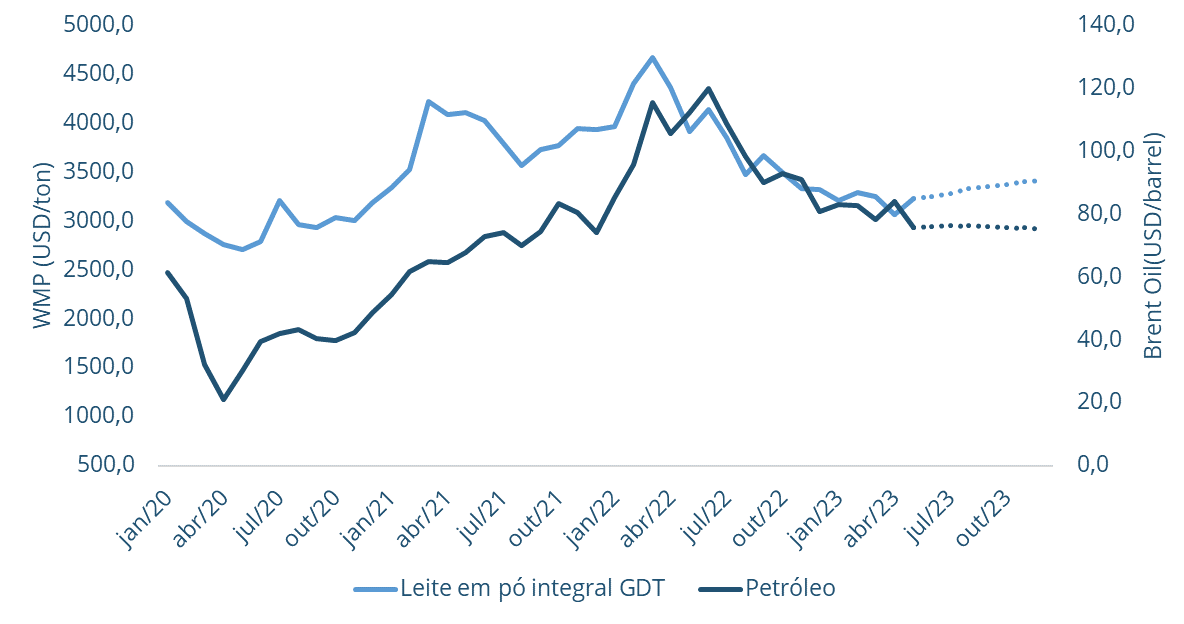 5000,0
4500,0
4000,0
3500,0
3000,0
2500,0
2000,0
1500,0
1000,0
500,0
WMP (USD/ton)
140,0
120,0
100,0
80,0
60,0
40,0
20,0
0,0
Brent Oil(USD/barrel)
jan/20
abr/20
jul/20
out/20
jan/21
abr/21
jul/21
out/21
jan/22
abr/22
jul/22
out/22
jan/23
abr/23
jul/23
out/23
Leite em pó integral GDT
Petróleo